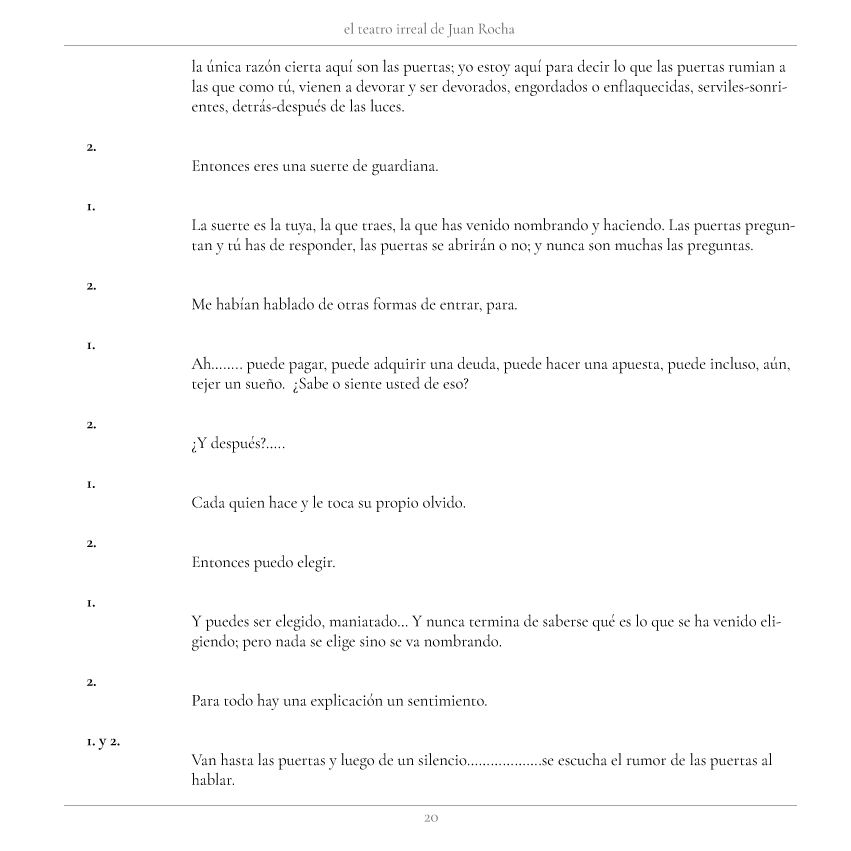 el teatro irreal de Juan Rocha
la única razón cierta aquí son las puertas; yo estoy aquí para decir lo que las puertas rumian a
las que como tú, vienen a devorar y ser devorados, engordados o enflaquecidas, serviles-sonri-
entes, detrás-después de las luces.
2.
Entonces eres una suerte de guardiana.
1.
La suerte es la tuya, la que traes, la que has venido nombrando y haciendo. Las puertas pregun-
tan y tú has de responder, las puertas se abrirán o no; y nunca son muchas las preguntas.
2.
Me habían hablado de otras formas de entrar, para.
1.
Ah........ puede pagar, puede adquirir una deuda, puede hacer una apuesta, puede incluso, aún,
tejer un sueño.  ¿Sabe o siente usted de eso?
2.
¿Y después?.....
1.
Cada quien hace y le toca su propio olvido.
2.
Entonces puedo elegir.
1.
Y puedes ser elegido, maniatado... Y nunca termina de saberse qué es lo que se ha venido eli-
giendo; pero nada se elige sino se va nombrando.
2.
Para todo hay una explicación un sentimiento.
1. y 2.
Van hasta las puertas y luego de un silencio...................se escucha el rumor de las puertas al
hablar.
20